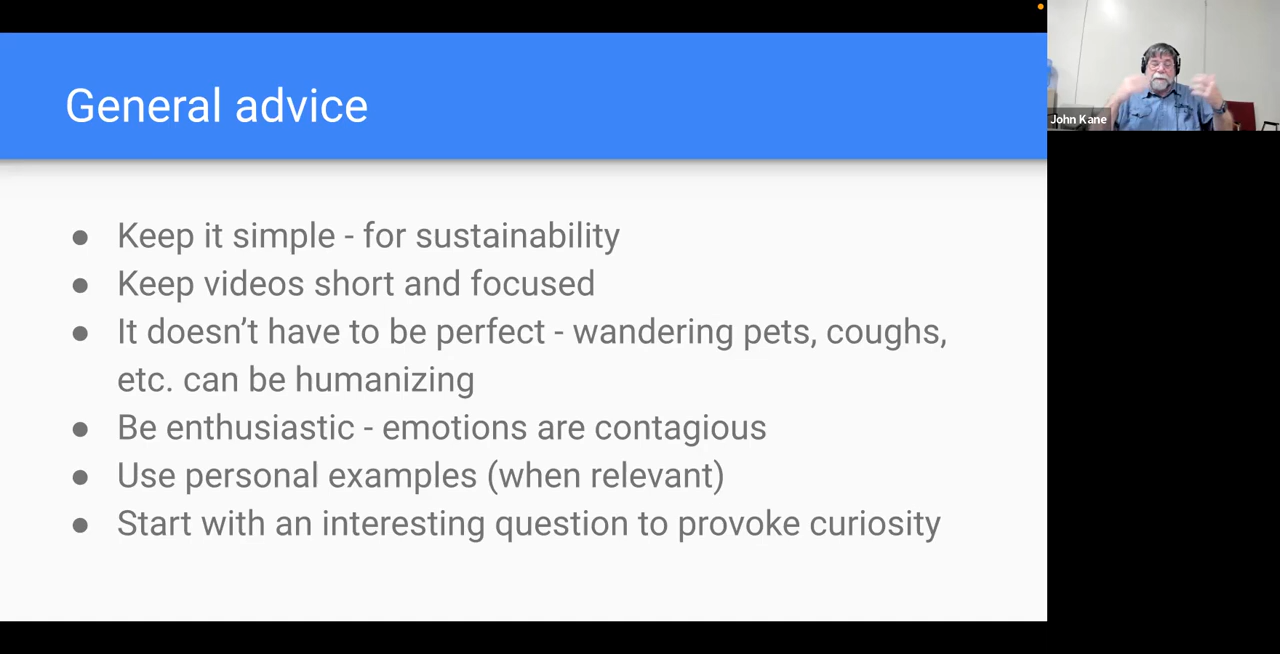 General advice
John Kane
● Keep it simple - for sustainability
● Keep videos short and focused
● It doesn’t have to be perfect - wandering pets, coughs,
etc. can be humanizing
● Be enthusiastic - emotions are contagious
● Use personal examples (when relevant)
● Start with an interesting question to provoke curiosity